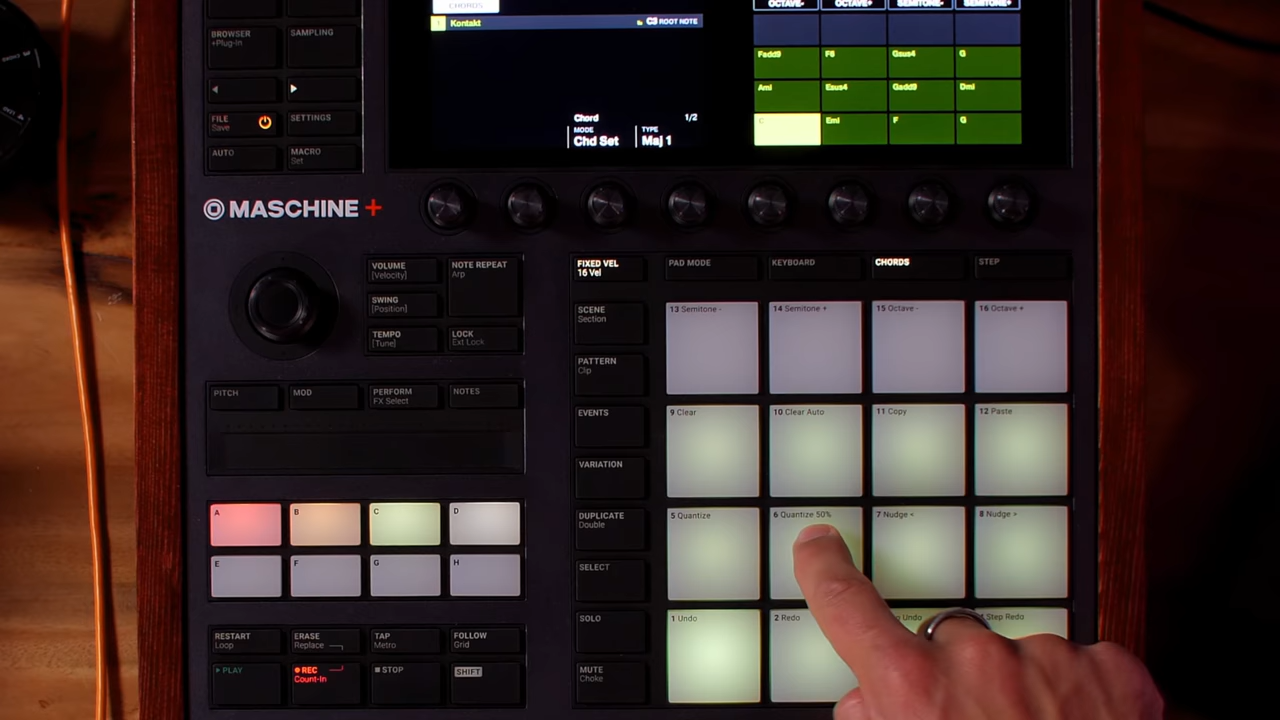 CHORDS
OCTAVE- OCTAVE+ SEMITONE- SEMITONE+
Kontakt
C3 ROOT NOTE
Fadd9 F6 Gsus4 G
Ami Esus4 Gadd9 Dmi
C Emi F G
Chord 1/2
MODE TYPE
Chd Set Maj 1
BROWSER
+Plug-In
SAMPLING
FILE
Save
SETTINGS
AUTO
MACRO
Set
MASCHINE +
VOLUME
[Velocity]
NOTE REPEAT
Arp
SWING
[Position]
TEMPO
[Tune]
LOCK
Ext Lock
PITCH
MOD
PERFORM
FX Select
NOTES
A B C D
E F G H
RESTART
Loop
ERASE
Replace
TAP
Metro
FOLLOW
Grid
PLAY
REC
Count-In
STOP
SHIFT
FIXED VEL
16 Vel
PAD MODE
KEYBOARD
CHORDS
STEP
SCENE
Section
PATTERN
Clip
EVENTS
VARIATION
DUPLICATE
Double
SELECT
SOLO
MUTE
Choke
13 Semitone - 14 Semitone + 15 Octave - 16 Octave +
9 Clear 10 Clear Auto 11 Copy 12 Paste
5 Quantize 6 Quantize 50% 7 Nudge < 8 Nudge >
1 Undo 2 Redo Undo Step Redo